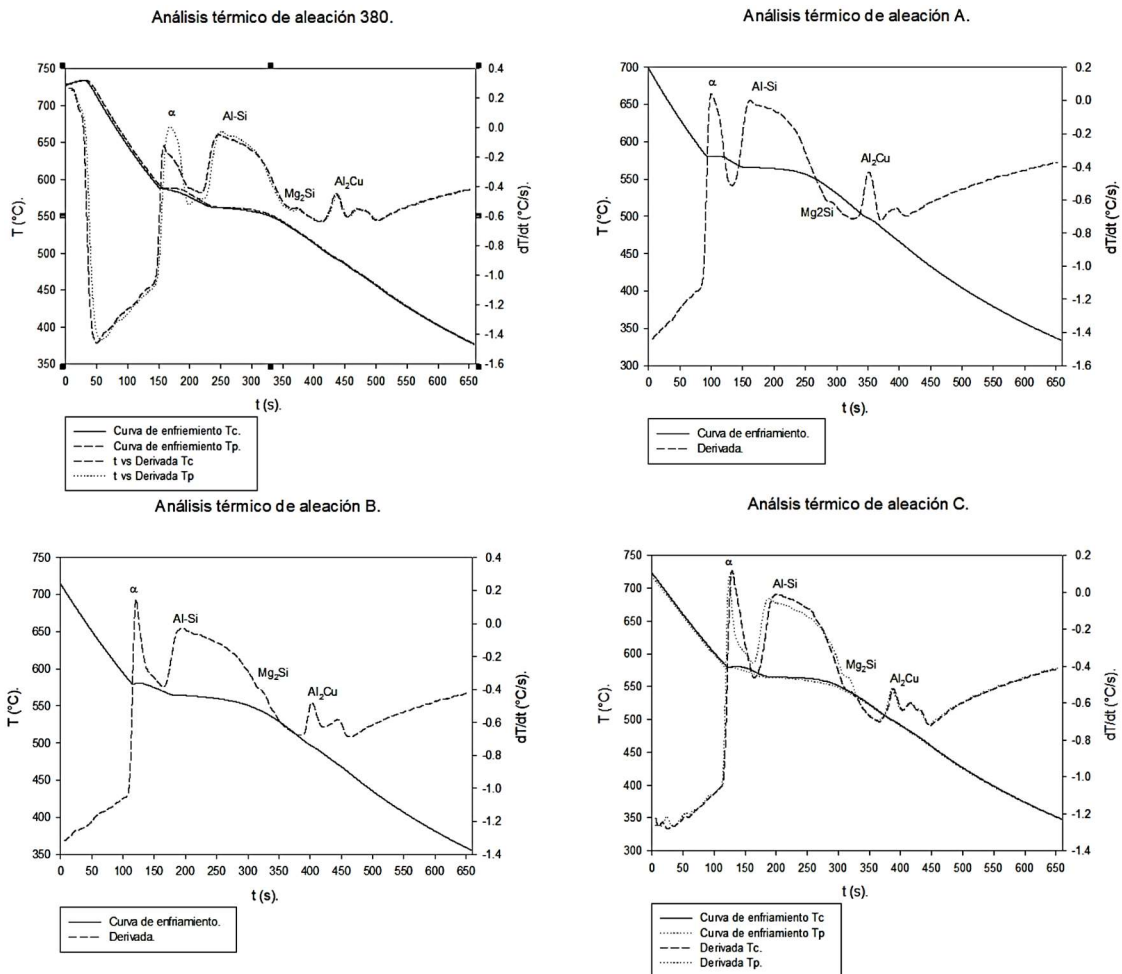 Análisis térmico de aleación 380.
750
700
650
600
550
500
450
400
350
T (°C).
0.4
0.2
0.0
-0.2
-0.4
-0.6
-0.8
-1.0
-1.2
-1.4
-1.6
dT/dt (°C/s)
α
Al-Si
Mg₂Si
Al₂Cu
0 50 100 150 200 250 300 350 400 450 500 550 600 650
t (s).
Curva de enfriemiento Tc.
Curva de enfriemiento Tp.
t vs Derivada Tc
t vs Derivada Tp
Análisis térmico de aleación A.
700
650
600
550
500
450
400
350
300
T (°C).
0.2
0.0
-0.2
-0.4
-0.6
-0.8
-1.0
-1.2
-1.4
-1.6
dT/dt (°C/s).
α
Al-Si
Mg2Si
Al₂Cu
0 50 100 150 200 250 300 350 400 450 500 550 600 650
t (s).
Curva de enfriamiento.
Derivada.
Análisis térmico de aleación B.
750
700
650
600
550
500
450
400
350
T (°C).
0.4
0.2
0.0
-0.2
-0.4
-0.6
-0.8
-1.0
-1.2
-1.4
dT/dt (°C/s).
α
Al-Si
Mg₂Si
Al₂Cu
0 50 100 150 200 250 300 350 400 450 500 550 600 650
t (s).
Curva de enfriamiento.
Derivada.
Análsis térmico de aleación C.
750
700
650
600
550
500
450
400
350
300
T (°C).
0.2
0.0
-0.2
-0.4
-0.6
-0.8
-1.0
-1.2
-1.4
dT/dt (°C/s).
α
Al-Si
Mg₂Si
Al₂Cu
0 50 100 150 200 250 300 350 400 450 500 550 600 650
t (s).
Curva de enfriamiento Tc
Curva de enfriamiento Tp
Derivada Tc.
Derivada Tp.